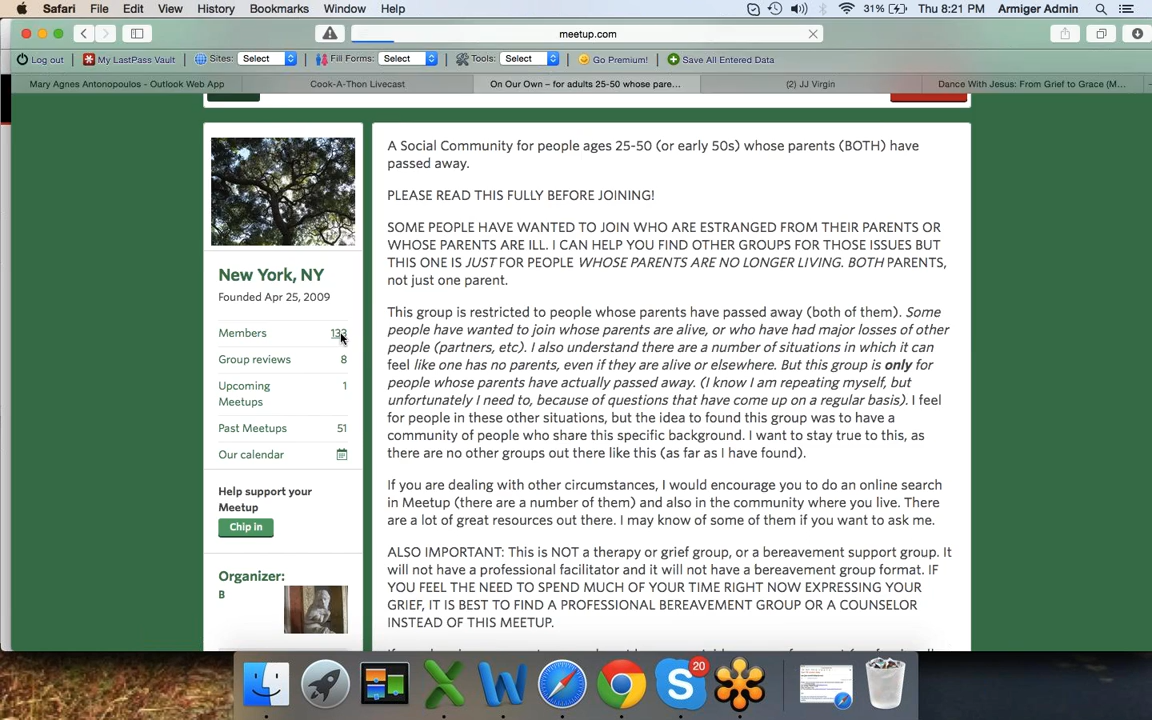 Safari File Edit View History Bookmarks Window Help 31% Thu 8:21 PM Armiger Admin
meetup.com
Log out My LastPass Vault Sites: Select Fill Forms: Select Tools: Select Go Premium! Save All Entered Data
Mary Agnes Antonopoulos - Outlook Web App Cook-A-Thon Livecast On Our Own – for adults 25-50 whose pare... (2) JJ Virgin Dance With Jesus: From Grief to Grace (M...
New York, NY
Founded Apr 25, 2009
Members 133
Group reviews 8
Upcoming 1
Meetups
Past Meetups 51
Our calendar
Help support your
Meetup
Chip in
Organizer:
B
A Social Community for people ages 25-50 (or early 50s) whose parents (BOTH) have
passed away.
PLEASE READ THIS FULLY BEFORE JOINING!
SOME PEOPLE HAVE WANTED TO JOIN WHO ARE ESTRANGED FROM THEIR PARENTS OR
WHOSE PARENTS ARE ILL. I CAN HELP YOU FIND OTHER GROUPS FOR THOSE ISSUES BUT
THIS ONE IS JUST FOR PEOPLE WHOSE PARENTS ARE NO LONGER LIVING. BOTH PARENTS,
not just one parent.
This group is restricted to people whose parents have passed away (both of them). Some
people have wanted to join whose parents are alive, or who have had major losses of other
people (partners, etc). I also understand there are a number of situations in which it can
feel like one has no parents, even if they are alive or elsewhere. But this group is only for
people whose parents have actually passed away. (I know I am repeating myself, but
unfortunately I need to, because of questions that have come up on a regular basis). I feel
for people in these other situations, but the idea to found this group was to have a
community of people who share this specific background. I want to stay true to this, as
there are no other groups out there like this (as far as I have found).
If you are dealing with other circumstances, I would encourage you to do an online search
in Meetup (there are a number of them) and also in the community where you live. There
are a lot of great resources out there. I may know of some of them if you want to ask me.
ALSO IMPORTANT: This is NOT a therapy or grief group, or a bereavement support group. It
will not have a professional facilitator and it will not have a bereavement group format. IF
YOU FEEL THE NEED TO SPEND MUCH OF YOUR TIME RIGHT NOW EXPRESSING YOUR
GRIEF, IT IS BEST TO FIND A PROFESSIONAL BEREAVEMENT GROUP OR A COUNSELOR
INSTEAD OF THIS MEETUP.
20